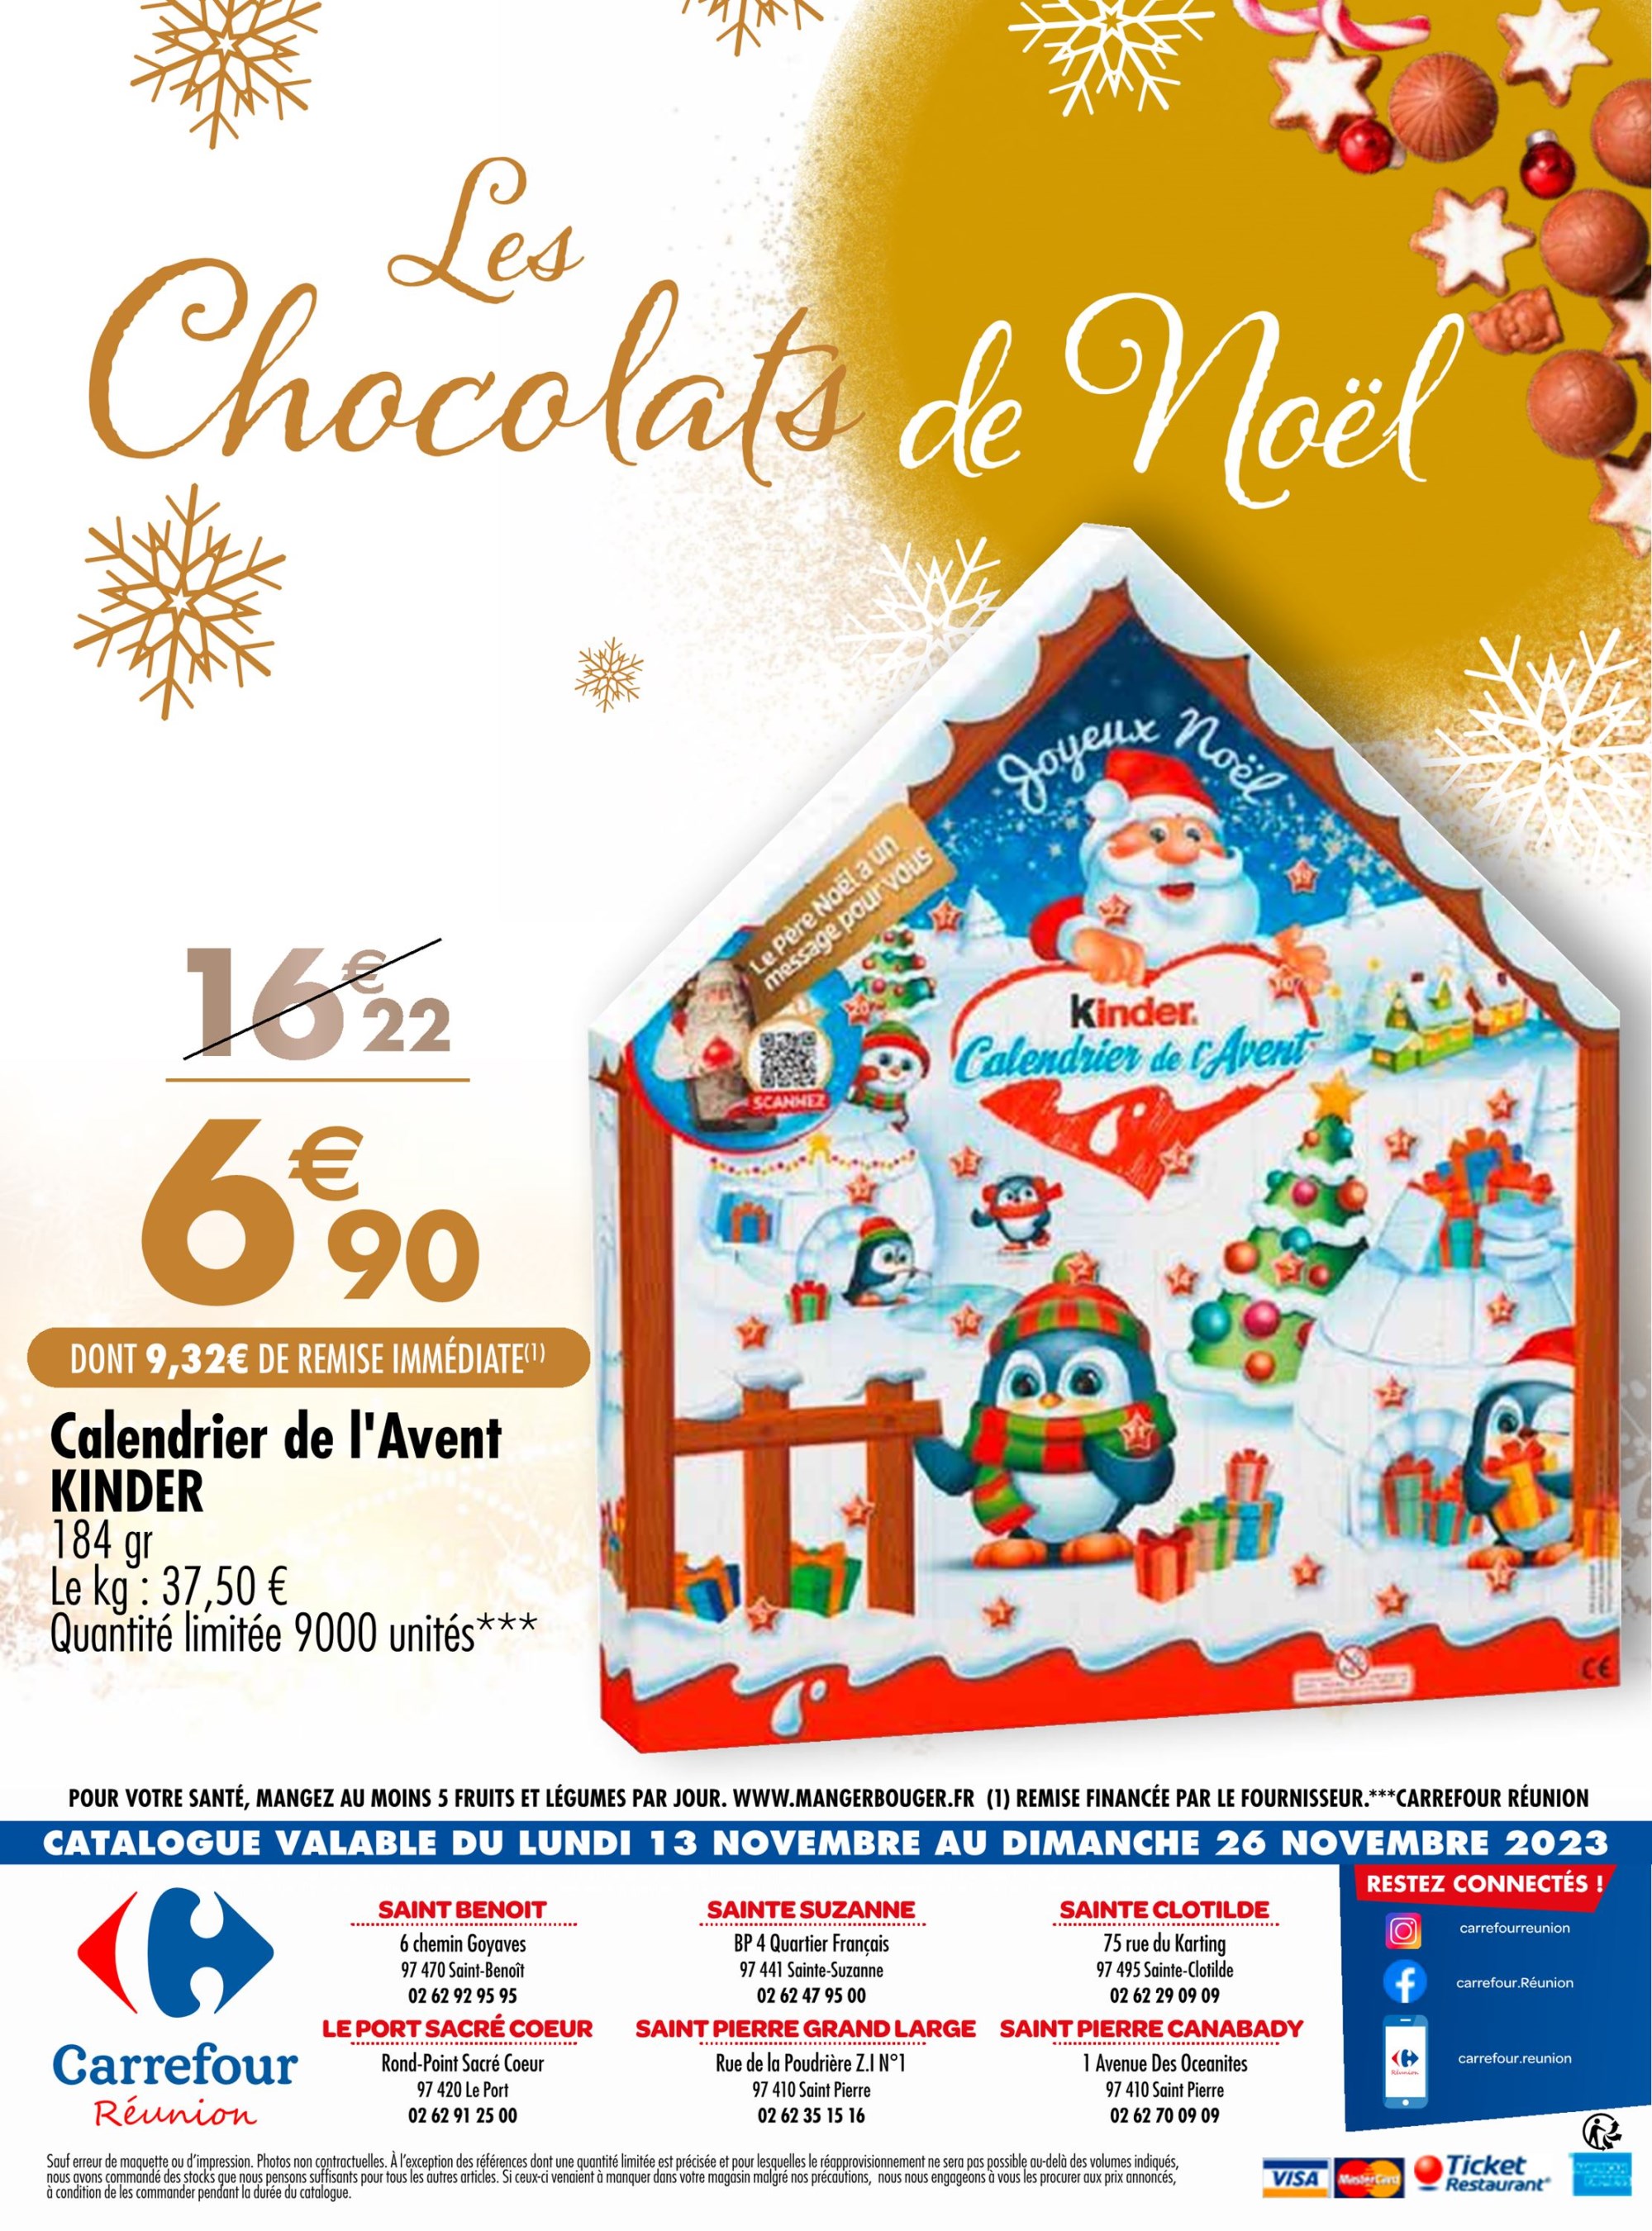 Les
Chocolats de Noël
Joyeux Noël
Le Père Noël a un
message pour vous
SCANNEZ
Kinder
Calendrier de l'Avent
16€22
6€90
DONT 9,32€ DE REMISE IMMÉDIATE(1)
Calendrier de l'Avent
KINDER
184 gr
Le kg : 37,50 €
Quantité limitée 9000 unités***
CE
POUR VOTRE SANTÉ, MANGEZ AU MOINS 5 FRUITS ET LÉGUMES PAR JOUR. WWW.MANGERBOUGER.FR (1) REMISE FINANCÉE PAR LE FOURNISSEUR.***CARREFOUR RÉUNION
CATALOGUE VALABLE DU LUNDI 13 NOVEMBRE AU DIMANCHE 26 NOVEMBRE 2023
Carrefour
Réunion
SAINT BENOIT
6 chemin Goyaves
97 470 Saint-Benoît
02 62 92 95 95
SAINTE SUZANNE
BP 4 Quartier Français
97 441 Sainte-Suzanne
02 62 47 95 00
SAINTE CLOTILDE
75 rue du Karting
97 495 Sainte-Clotilde
02 62 29 09 09
LE PORT SACRÉ COEUR
Rond-Point Sacré Coeur
97 420 Le Port
02 62 91 25 00
SAINT PIERRE GRAND LARGE
Rue de la Poudrière Z.I N°1
97 410 Saint Pierre
02 62 35 15 16
SAINT PIERRE CANABADY
1 Avenue Des Oceanites
97 410 Saint Pierre
02 62 70 09 09
RESTEZ CONNECTÉS !
carrefourreunion
carrefour.Réunion
carrefour.reunion
Sauf erreur de maquette ou d'impression. Photos non contractuelles. À l'exception des références dont une quantité limitée est précisée et pour lesquelles le réapprovisionnement ne sera pas possible au-delà des volumes indiqués,
nous avons commandé des stocks que nous pensons suffisants pour tous les autres articles. Si ceux-ci venaient à manquer dans votre magasin malgré nos précautions, nous nous engageons à vous les procurer aux prix annoncés,
à condition de les commander pendant la durée du catalogue.
VISA
MasterCard
Ticket
Restaurant
AMERICAN
EXPRESS